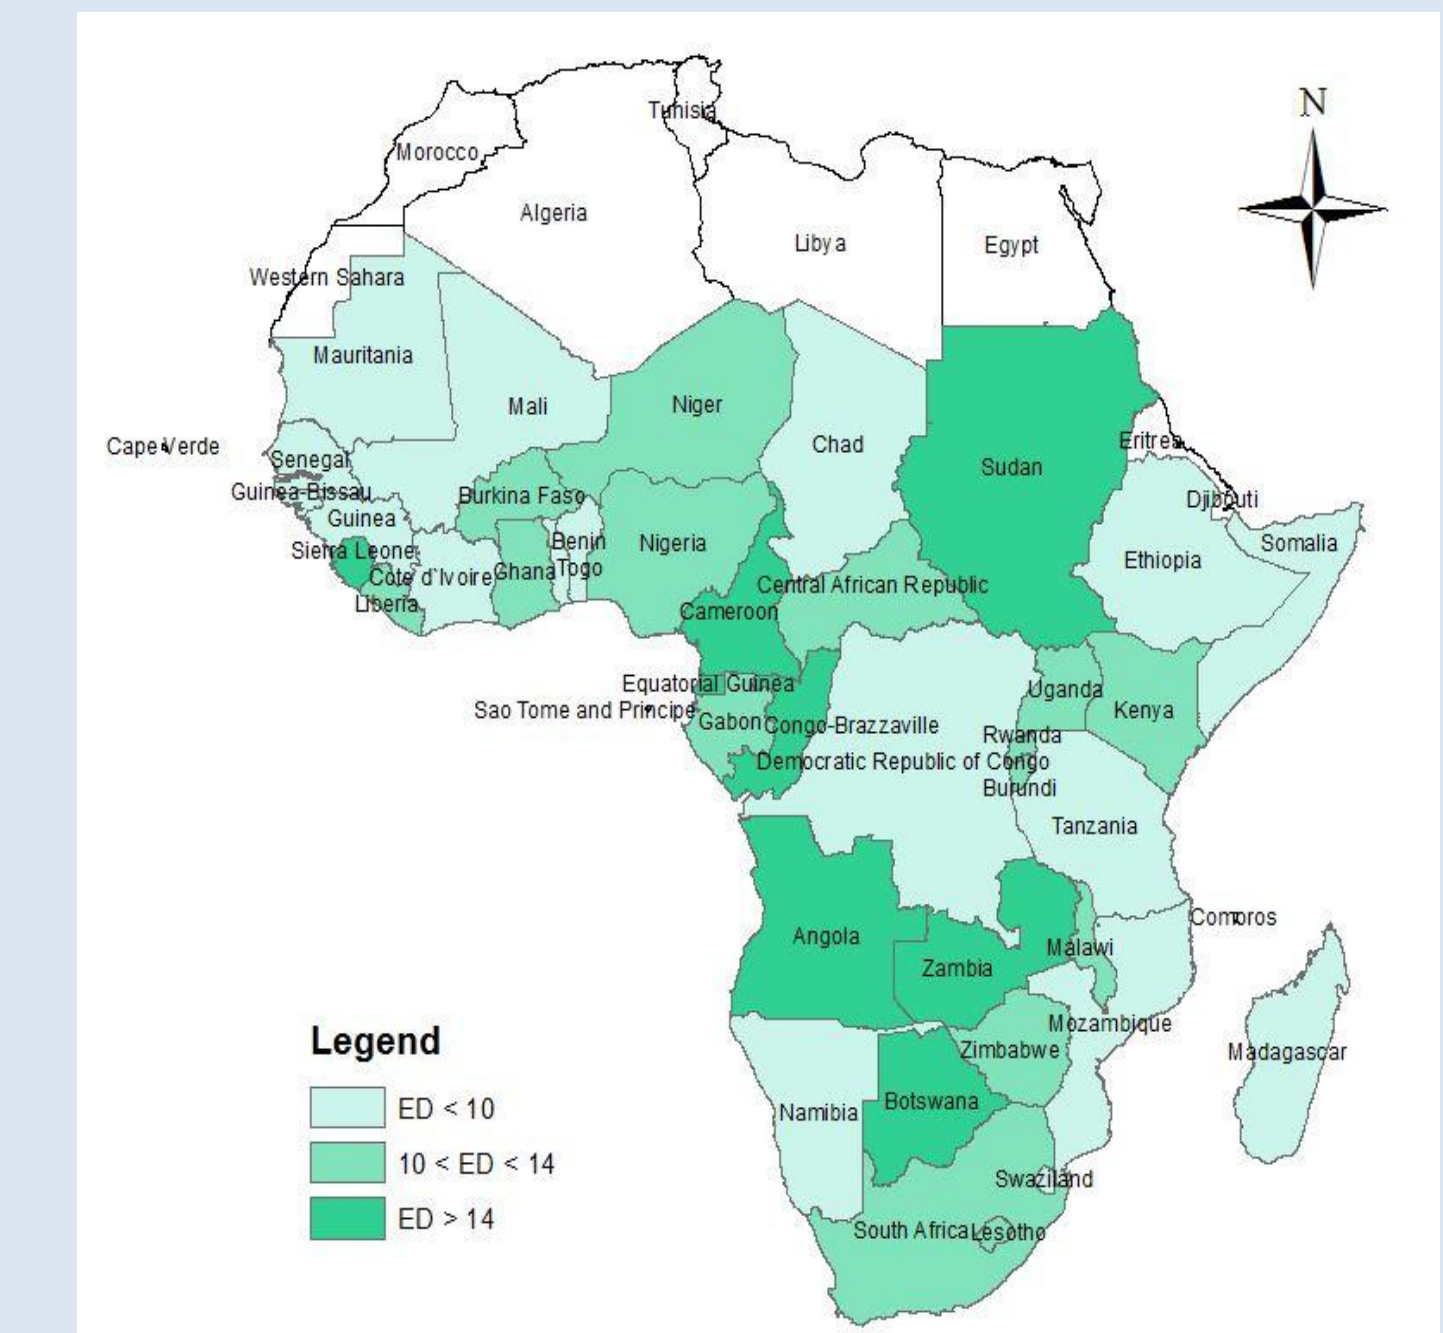 N
Tunisia
Morocco
Algeria
Libya
Egypt
Western Sahara
Mauritania
Mali
Niger
Chad
Sudan
Eritrea
Cape Verde
Senegal
Guinea-Bissau
Burkina Faso
Djibouti
Guinea
Benin
Nigeria
Ethiopia
Somalia
Sierra Leone
Cote d`Ivoire
Ghana
Togo
Central African Republic
Liberia
Cameroon
Equatorial Guinea
Uganda
Sao Tome and Principe
Gabon
Congo-Brazzaville
Kenya
Rwanda
Democratic Republic of Congo
Burundi
Tanzania
Comoros
Angola
Malawi
Zambia
Mozambique
Zimbabwe
Madagascar
Namibia
Botswana
Swaziland
South Africa
Lesotho
Legend
ED < 10
10 < ED < 14
ED > 14